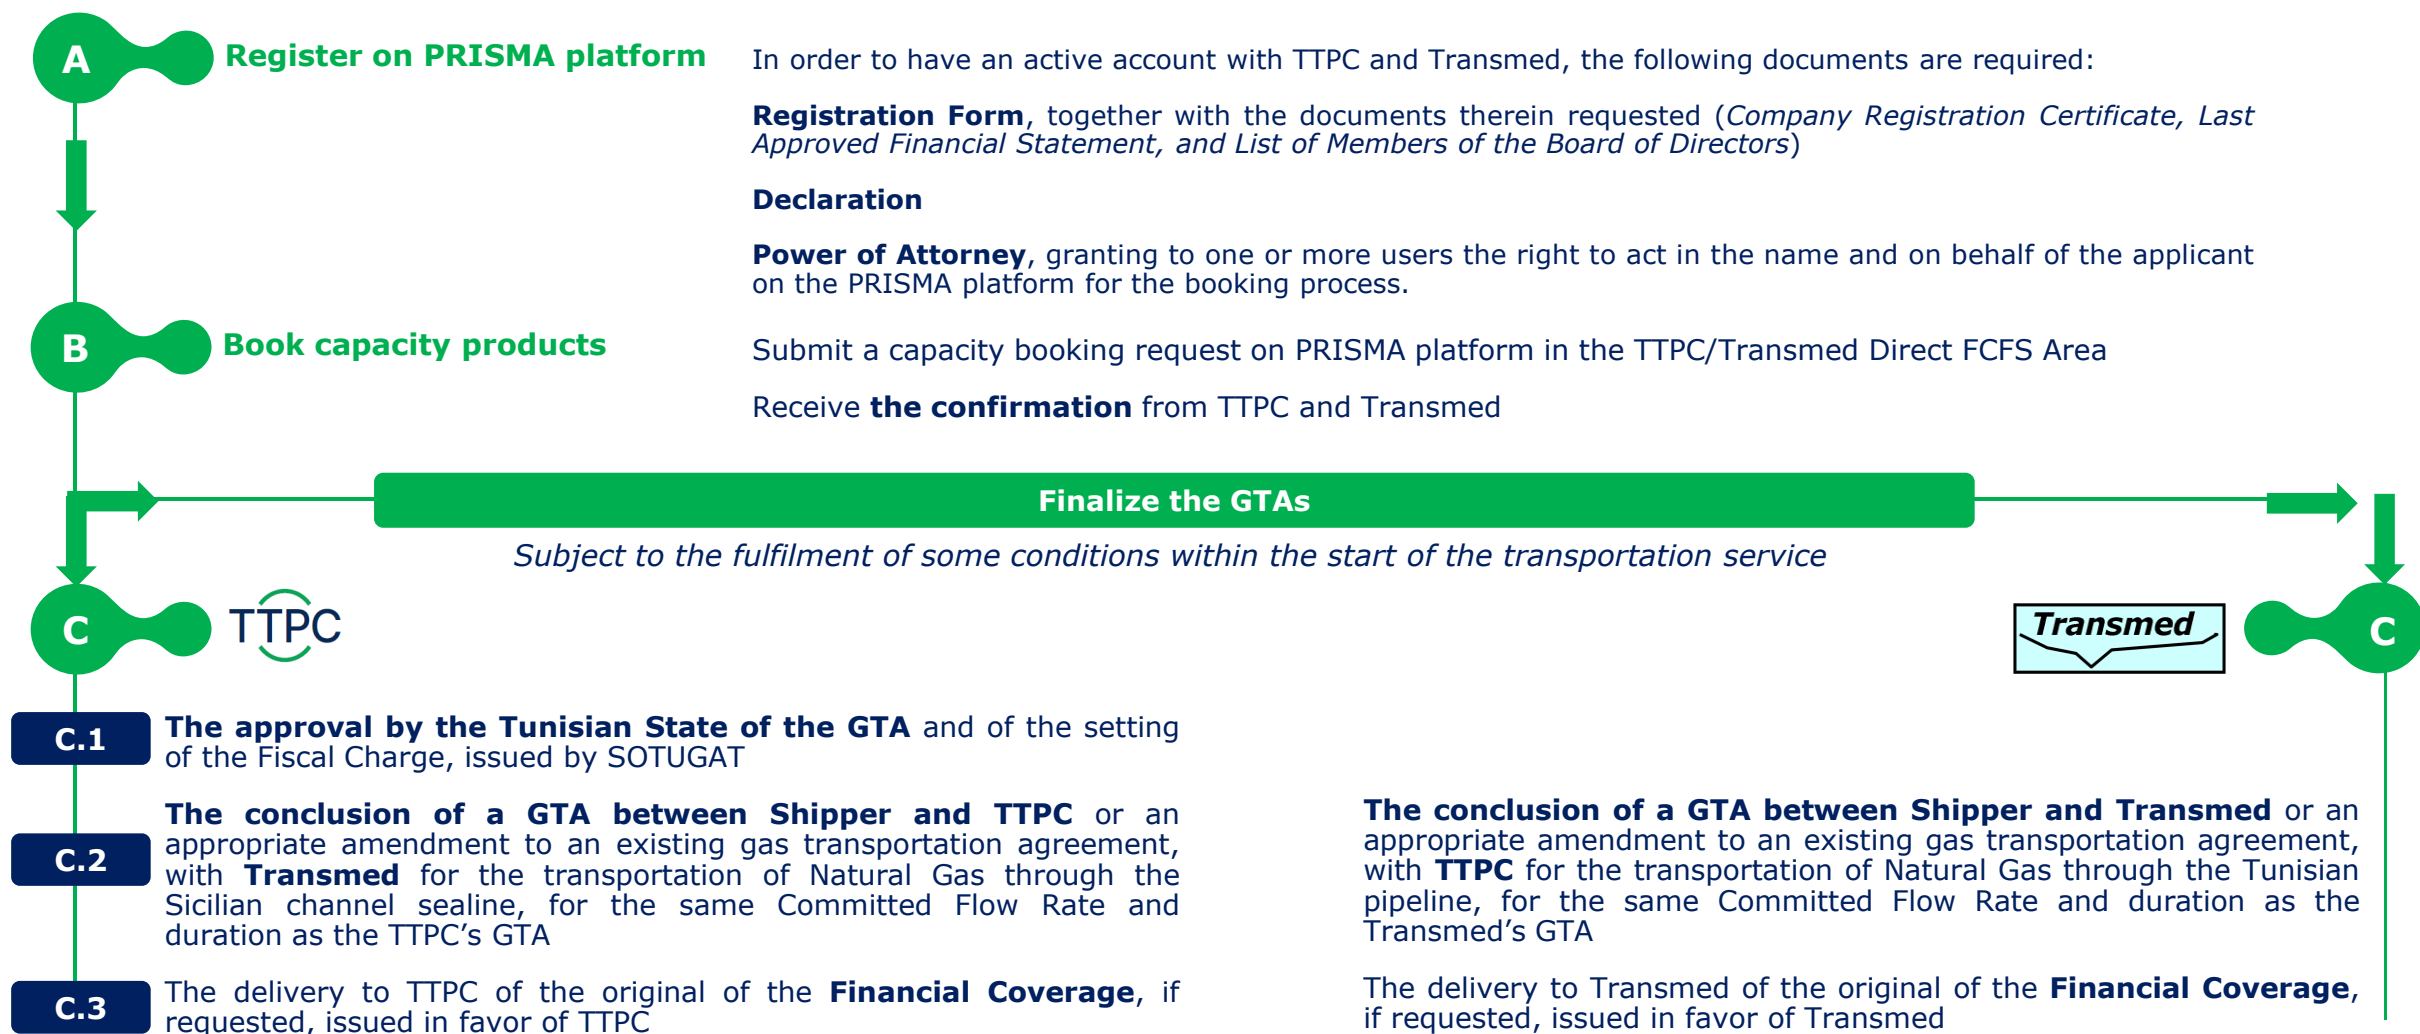 A
Register on PRISMA platform
In order to have an active account with TTPC and Transmed, the following documents are required:
Registration Form, together with the documents therein requested (Company Registration Certificate, Last
Approved Financial Statement, and List of Members of the Board of Directors)
Declaration
Power of Attorney, granting to one or more users the right to act in the name and on behalf of the applicant
on the PRISMA platform for the booking process.
B
Book capacity products
Submit a capacity booking request on PRISMA platform in the TTPC/Transmed Direct FCFS Area
Receive the confirmation from TTPC and Transmed
Finalize the GTAs
Subject to the fulfilment of some conditions within the start of the transportation service
C
TTPC
C.1
The approval by the Tunisian State of the GTA and of the setting
of the Fiscal Charge, issued by SOTUGAT
C.2
The conclusion of a GTA between Shipper and TTPC or an
appropriate amendment to an existing gas transportation agreement,
with Transmed for the transportation of Natural Gas through the
Sicilian channel sealine, for the same Committed Flow Rate and
duration as the TTPC's GTA
C.3
The delivery to TTPC of the original of the Financial Coverage, if
requested, issued in favor of TTPC
Transmed
C
The conclusion of a GTA between Shipper and Transmed or an
appropriate amendment to an existing gas transportation agreement,
with TTPC for the transportation of Natural Gas through the Tunisian
pipeline, for the same Committed Flow Rate and duration as the
Transmed's GTA
The delivery to Transmed of the original of the Financial Coverage,
if requested, issued in favor of Transmed